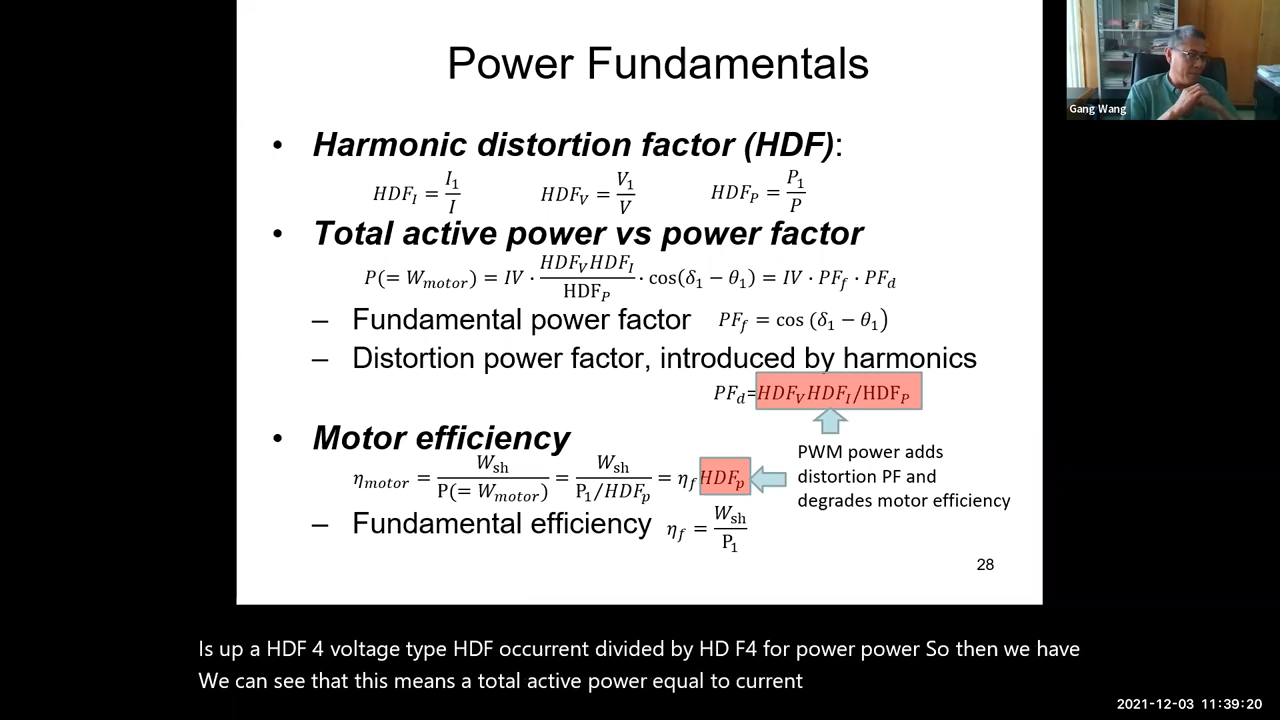 Power Fundamentals
Gang Wang
• Harmonic distortion factor (HDF):
HDF_I = I_1/I   HDF_V = V_1/V   HDF_P = P_1/P
• Total active power vs power factor
P(= W_motor) = IV · HDF_V HDF_I/HDF_P · cos(δ_1 − θ_1) = IV · PF_f · PF_d
– Fundamental power factor PF_f = cos (δ_1 − θ_1)
– Distortion power factor, introduced by harmonics
PF_d=HDF_V HDF_I/HDF_P
• Motor efficiency
η_motor = W_sh/P(= W_motor) = W_sh/P_1/HDF_p = η_f HDF_p
PWM power adds
distortion PF and
degrades motor efficiency
– Fundamental efficiency η_f = W_sh/P_1
28
Is up a HDF 4 voltage type HDF occurrent divided by HD F4 for power power So then we have
We can see that this means a total active power equal to current
2021-12-03 11:39:20